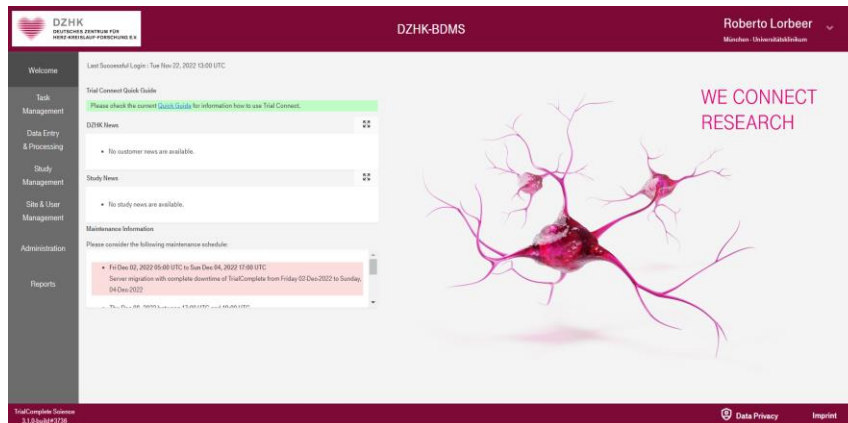 DZHK
DEUTSCHES ZENTRUM FÜR
HERZ-KREISLAUF-FORSCHUNG E.V.
DZHK-BDMS
Roberto Lorbeer
München - Universitätsklinikum
Welcome
Task
Management
Data Entry
& Processing
Study
Management
Site & User
Management
Administration
Reports
Last Successful Login : Tue Nov 22, 2022 13:00 UTC
Trial Connect Quick Guide
Please check the current Quick Guide for information how to use Trial Connect.
DZHK News
• No customer news are available.
Study News
• No study news are available.
Maintenance Information
Please consider the following maintenance schedule:
• Fri Dec 02, 2022 05:00 UTC to Sun Dec 04, 2022 17:00 UTC
Server migration with complete downtime of TrialComplete from Friday 02-Dec-2022 to Sunday,
04-Dec-2022
WE CONNECT
RESEARCH
TrialComplete Science
3.1.0-build#3736
Data Privacy
Imprint